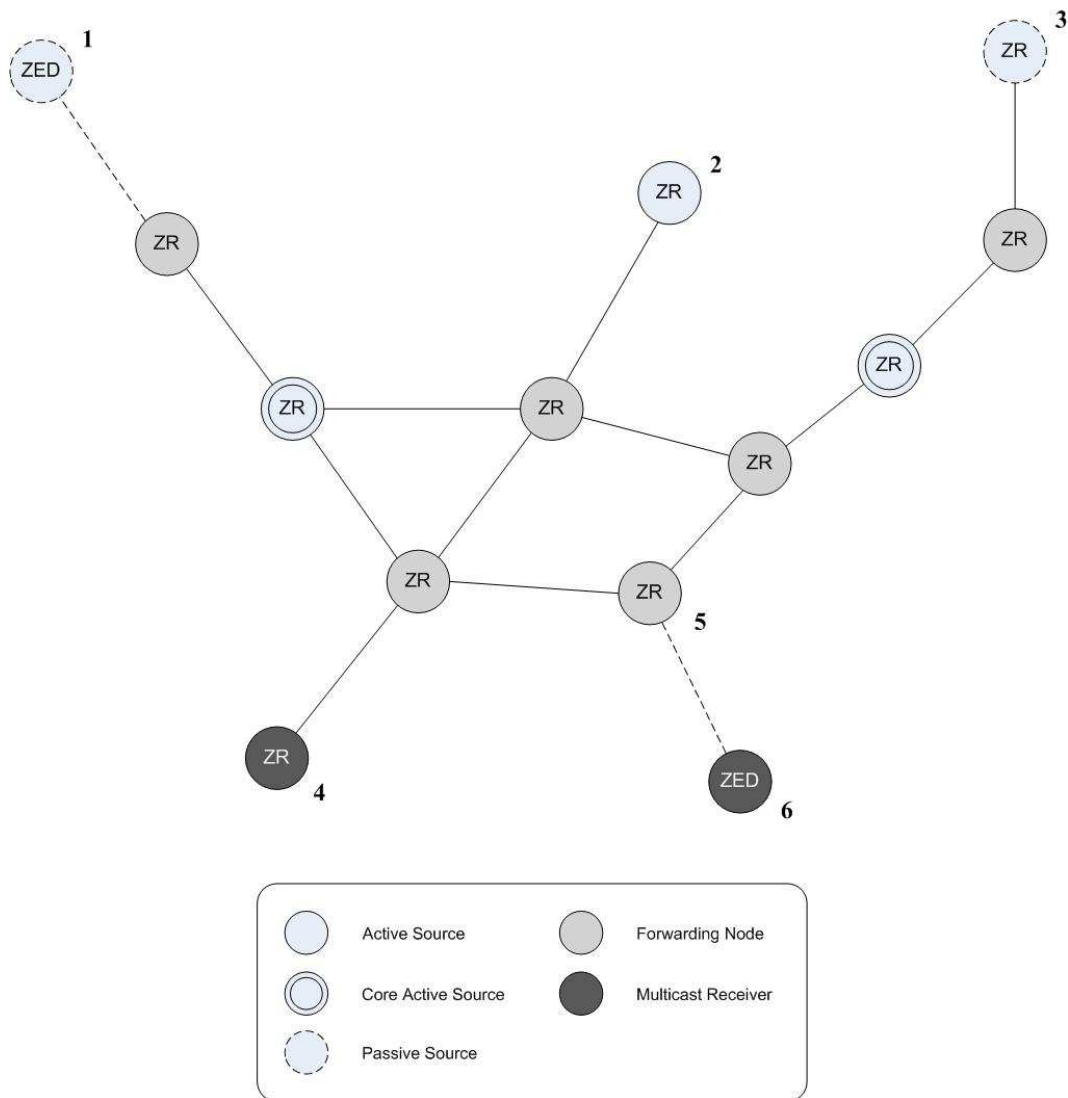 1
ZED
3
ZR
2
ZR
ZR
ZR
ZR
ZR
ZR
ZR
ZR
ZR
5
ZR
4
ZED
6
Active Source
Forwarding Node
Core Active Source
Multicast Receiver
Passive Source